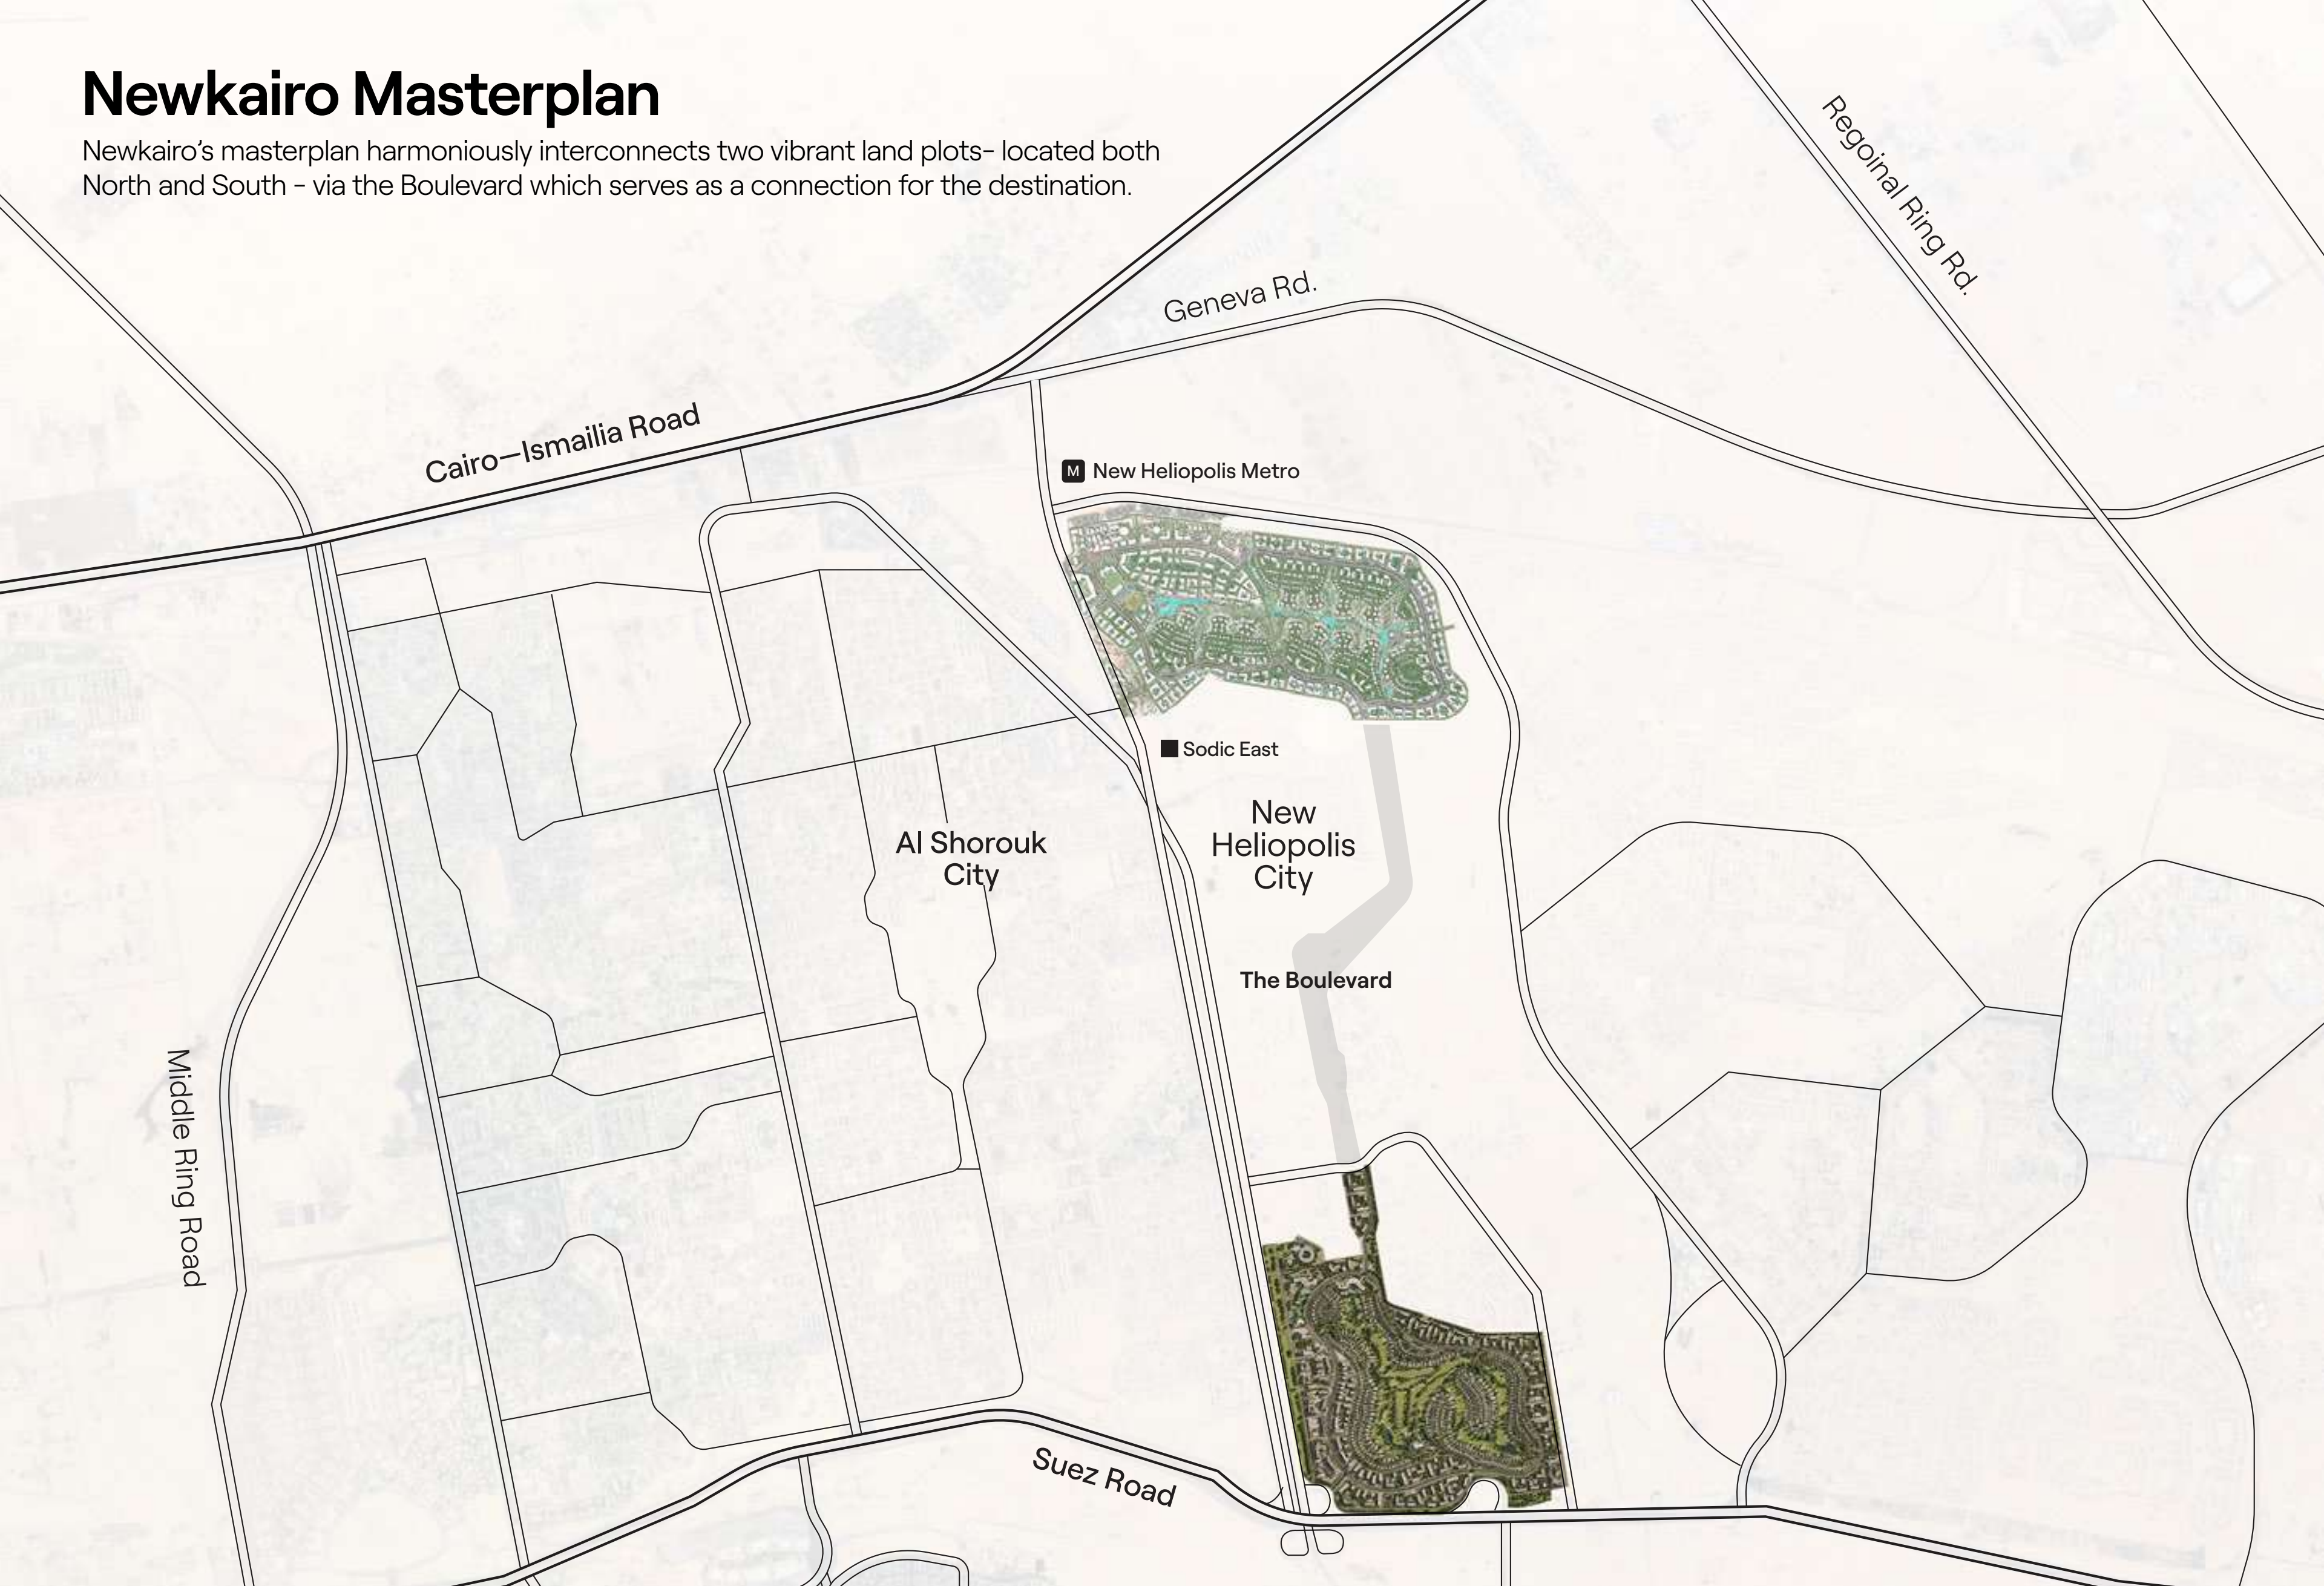 Newkairo Masterplan
Newkairo’s masterplan harmoniously interconnects two vibrant land plots- located both
North and South - via the Boulevard which serves as a connection for the destination.
Regoinal Ring Rd.
Geneva Rd.
Cairo—Ismailia Road
M New Heliopolis Metro
Sodic East
New
Heliopolis
City
Al Shorouk
City
The Boulevard
Middle Ring Road
Suez Road